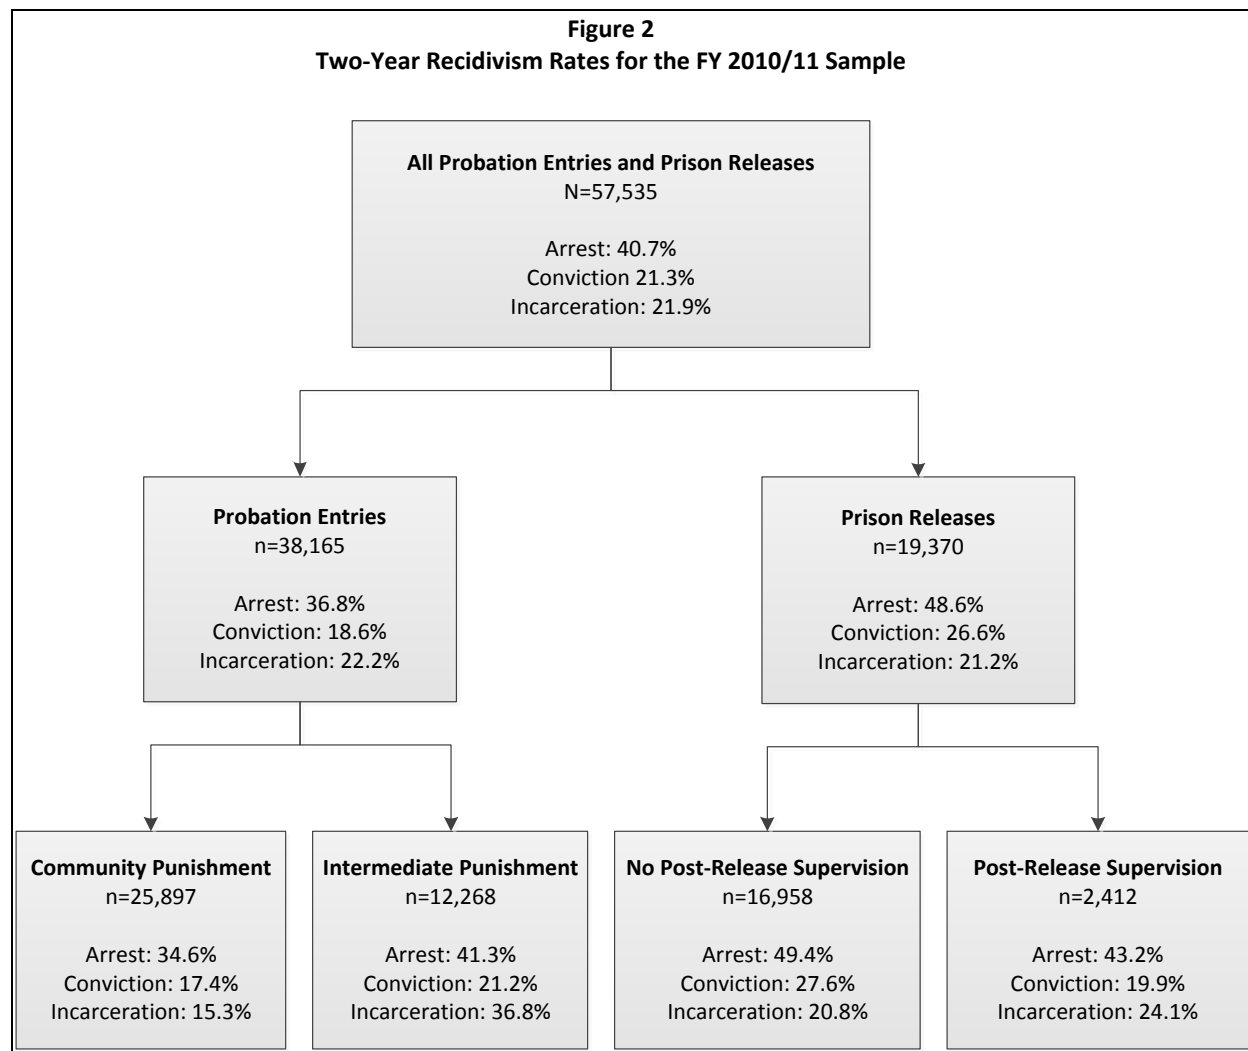 Figure 2
Two-Year Recidivism Rates for the FY 2010/11 Sample
All Probation Entries and Prison Releases
N=57,535
Arrest: 40.7%
Conviction 21.3%
Incarceration: 21.9%
Probation Entries
n=38,165
Arrest: 36.8%
Conviction: 18.6%
Incarceration: 22.2%
Prison Releases
n=19,370
Arrest: 48.6%
Conviction: 26.6%
Incarceration: 21.2%
Community Punishment
n=25,897
Arrest: 34.6%
Conviction: 17.4%
Incarceration: 15.3%
Intermediate Punishment
n=12,268
Arrest: 41.3%
Conviction: 21.2%
Incarceration: 36.8%
No Post-Release Supervision
n=16,958
Arrest: 49.4%
Conviction: 27.6%
Incarceration: 20.8%
Post-Release Supervision
n=2,412
Arrest: 43.2%
Conviction: 19.9%
Incarceration: 24.1%